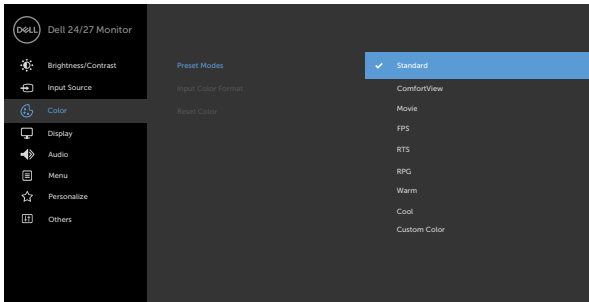 DELL
Dell 24/27 Monitor
Brightness/Contrast
Input Source
Color
Display
Audio
Menu
Personalize
Others
Preset Modes
Input Color Format
Reset Color
Standard
ComfortView
Movie
FPS
RTS
RPG
Warm
Cool
Custom Color